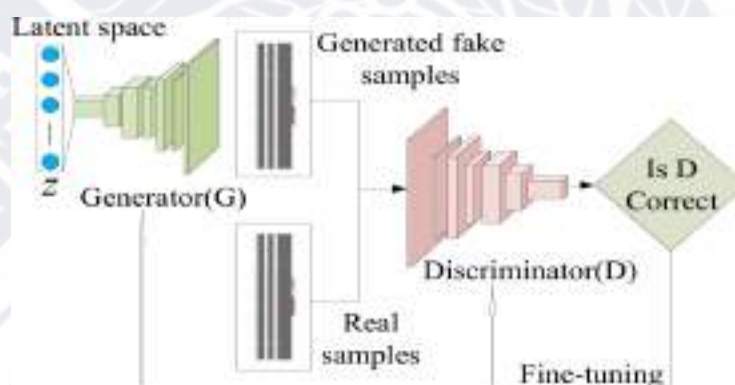 Latent space
Generated fake
samples
z
Generator(G)
Is D
Correct
Discriminator(D)
Real
samples
Fine-tuning